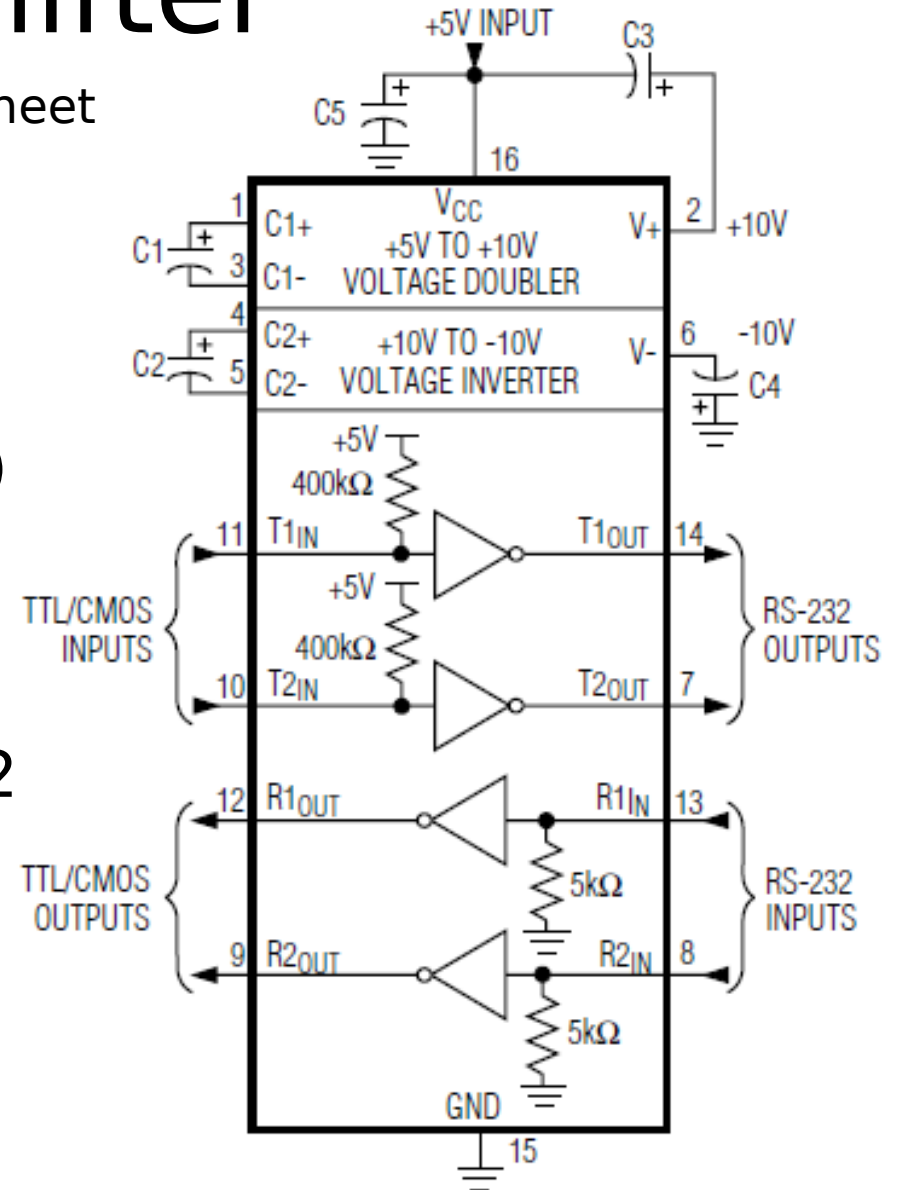 +5V INPUT
C3
+
C5
+
16
1
C1+
VCC
V+
2
+10V
+5V TO +10V
VOLTAGE DOUBLER
C1
+
3
C1-
4
C2+
+10V TO -10V
VOLTAGE INVERTER
V-
6
-10V
C2
+
5
C2-
C4
+
+5V
400kΩ
11
T1IN
T1OUT
14
+5V
TTL/CMOS
INPUTS
400kΩ
RS-232
OUTPUTS
10
T2IN
T2OUT
7
2
12
R1OUT
R1IN
13
TTL/CMOS
OUTPUTS
5kΩ
RS-232
INPUTS
9
R2OUT
R2IN
8
5kΩ
GND
15